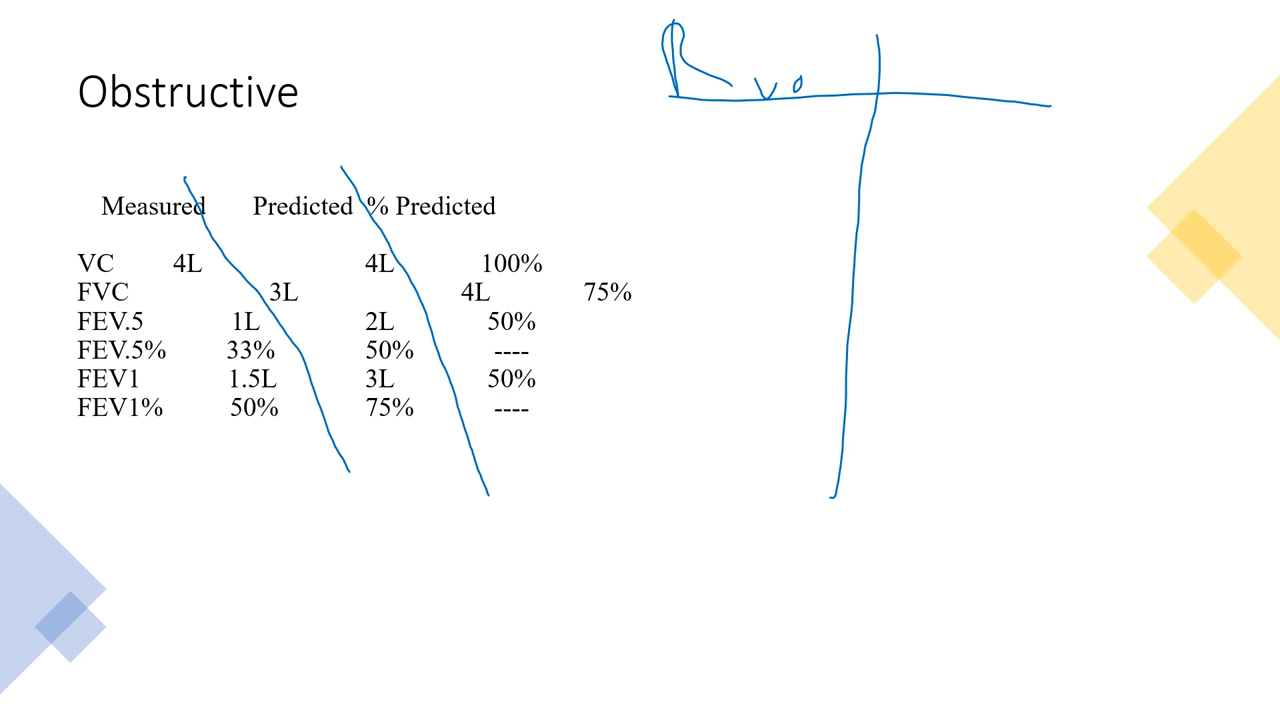 Obstructive
R vo
Measured Predicted % Predicted
VC 4L 4L 100%
FVC 3L 4L 75%
FEV.5 1L 2L 50%
FEV.5% 33% 50% ----
FEV1 1.5L 3L 50%
FEV1% 50% 75% ----